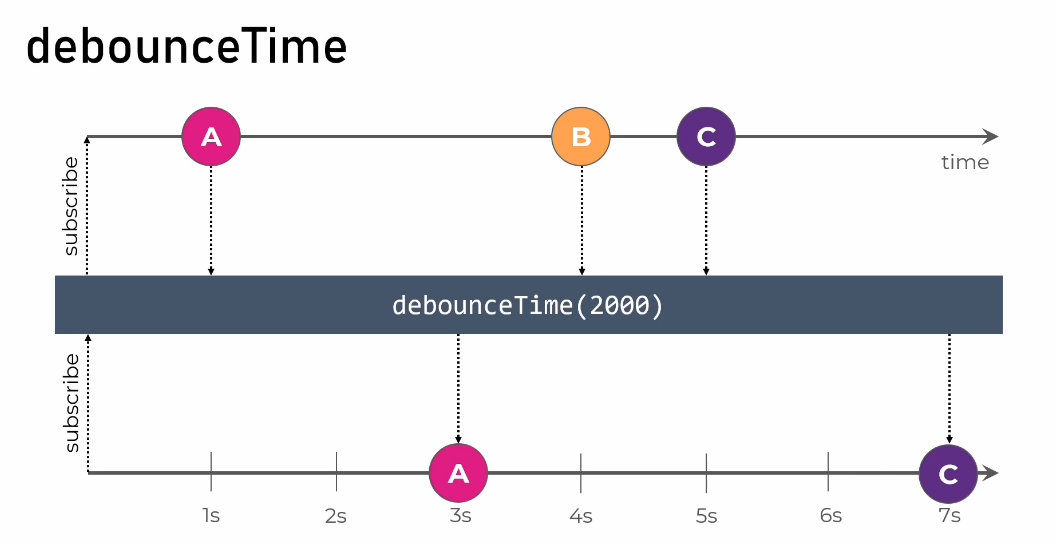 debounceTime
A B C
time
subscribe
debounceTime(2000)
subscribe
A C
1s 2s 3s 4s 5s 6s 7s